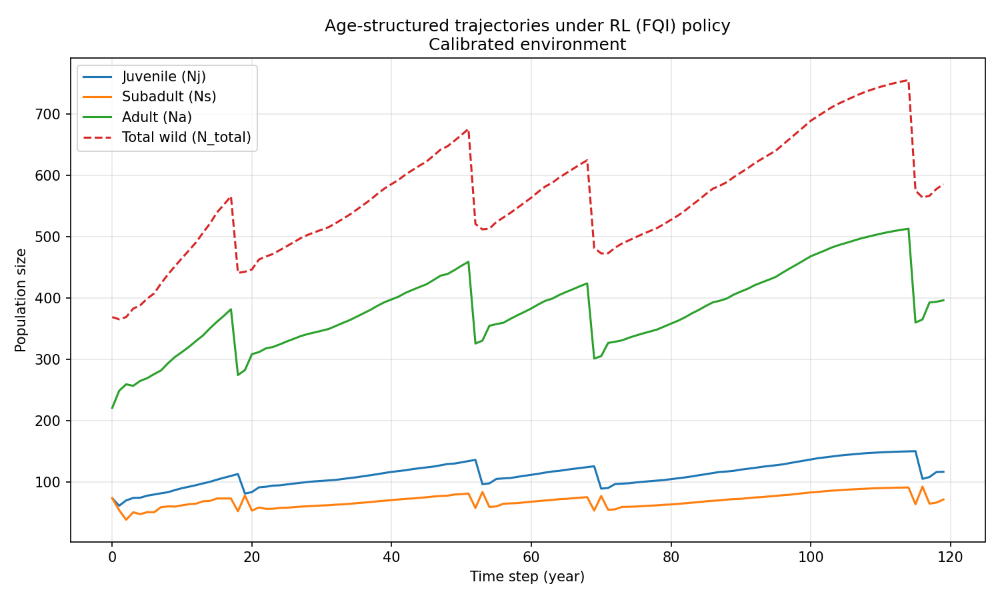 Age-structured trajectories under RL (FQI) policy
Calibrated environment
Juvenile (Nj)
Subadult (Ns)
Adult (Na)
Total wild (N_total)
Population size
700
600
500
400
300
200
100
0 20 40 60 80 100 120
Time step (year)